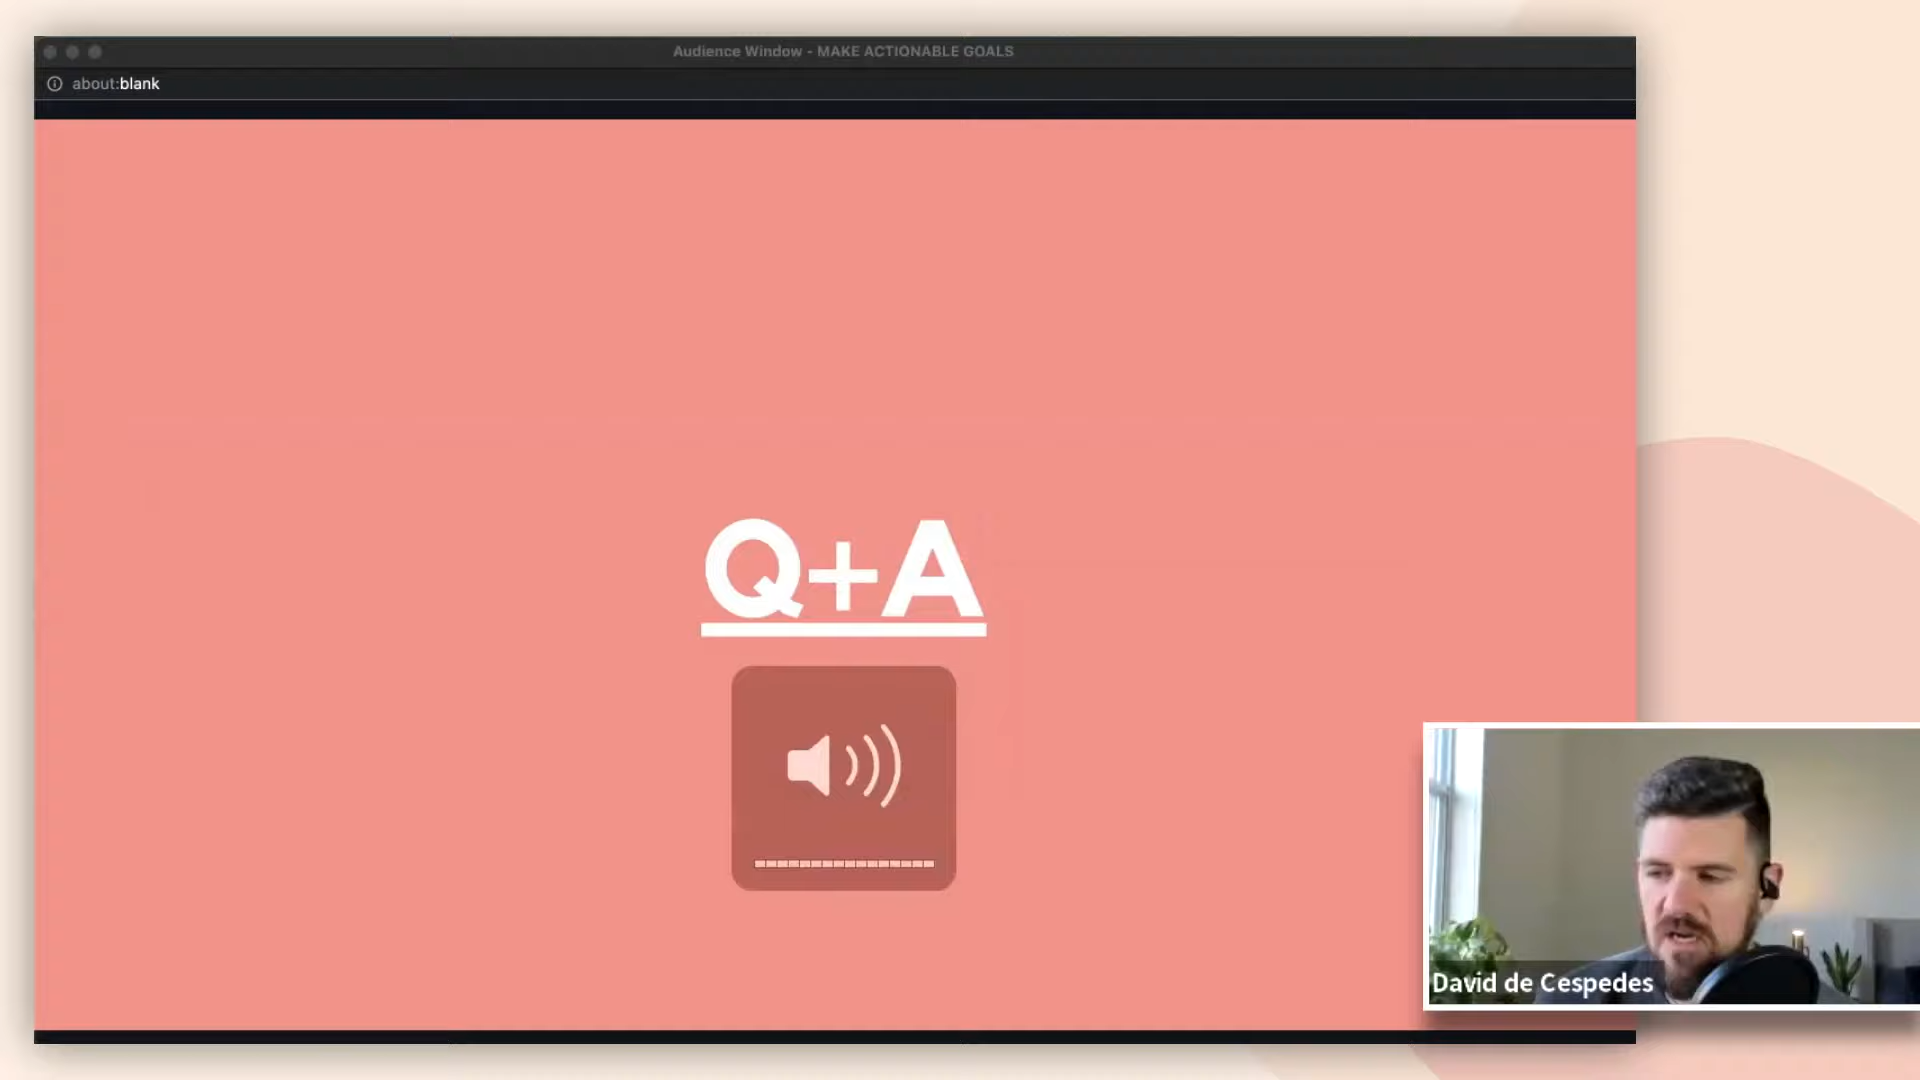 Audience Window - MAKE ACTIONABLE GOALS
about:blank
Q+A
David de Cespedes